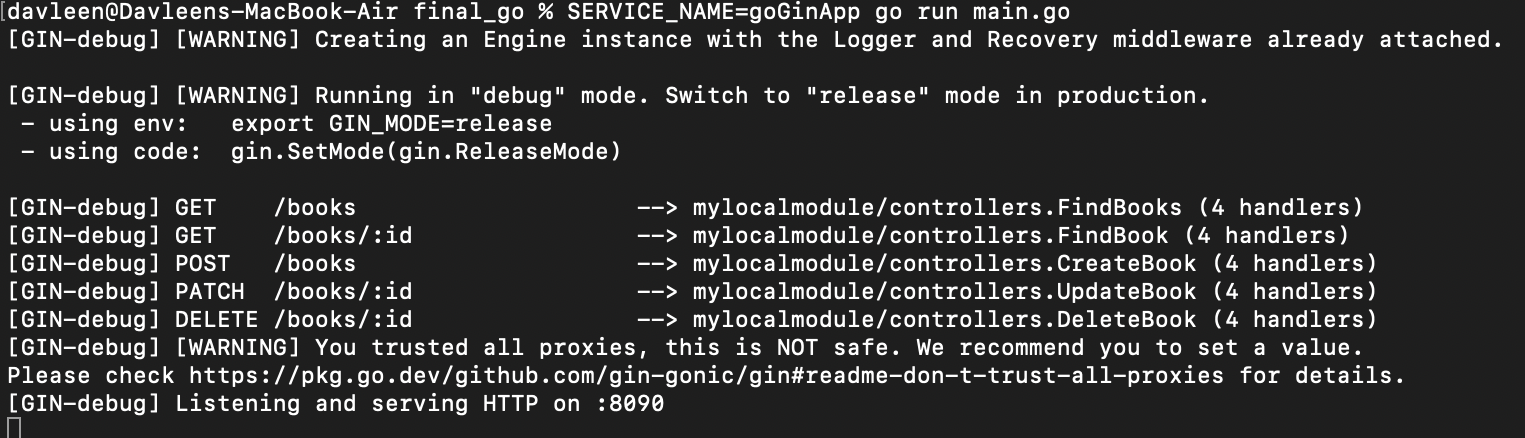 [davleen@Davleens-MacBook-Air final_go % SERVICE_NAME=goGinApp go run main.go
[GIN-debug] [WARNING] Creating an Engine instance with the Logger and Recovery middleware already attached.
[GIN-debug] [WARNING] Running in "debug" mode. Switch to "release" mode in production.
 - using env:   export GIN_MODE=release
 - using code:  gin.SetMode(gin.ReleaseMode)
[GIN-debug] GET    /books                    --> mylocalmodule/controllers.FindBooks (4 handlers)
[GIN-debug] GET    /books/:id                --> mylocalmodule/controllers.FindBook (4 handlers)
[GIN-debug] POST   /books                    --> mylocalmodule/controllers.CreateBook (4 handlers)
[GIN-debug] PATCH  /books/:id                --> mylocalmodule/controllers.UpdateBook (4 handlers)
[GIN-debug] DELETE /books/:id                --> mylocalmodule/controllers.DeleteBook (4 handlers)
[GIN-debug] [WARNING] You trusted all proxies, this is NOT safe. We recommend you to set a value.
Please check https://pkg.go.dev/github.com/gin-gonic/gin#readme-don-t-trust-all-proxies for details.
[GIN-debug] Listening and serving HTTP on :8090